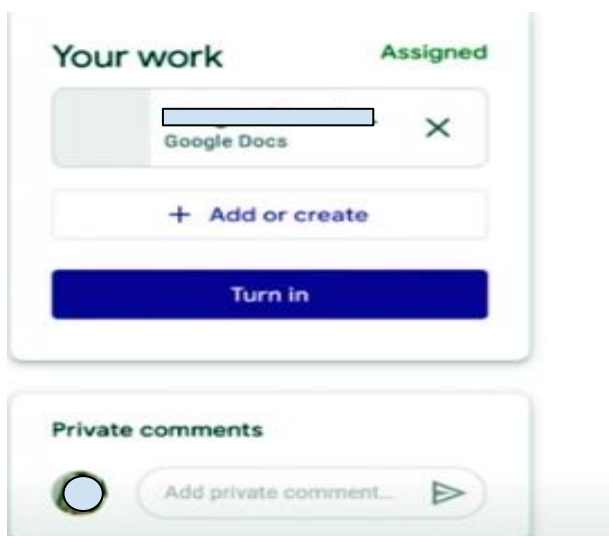 Your work
Assigned
Google Docs
+ Add or create
Turn in
Private comments
Add private comment...